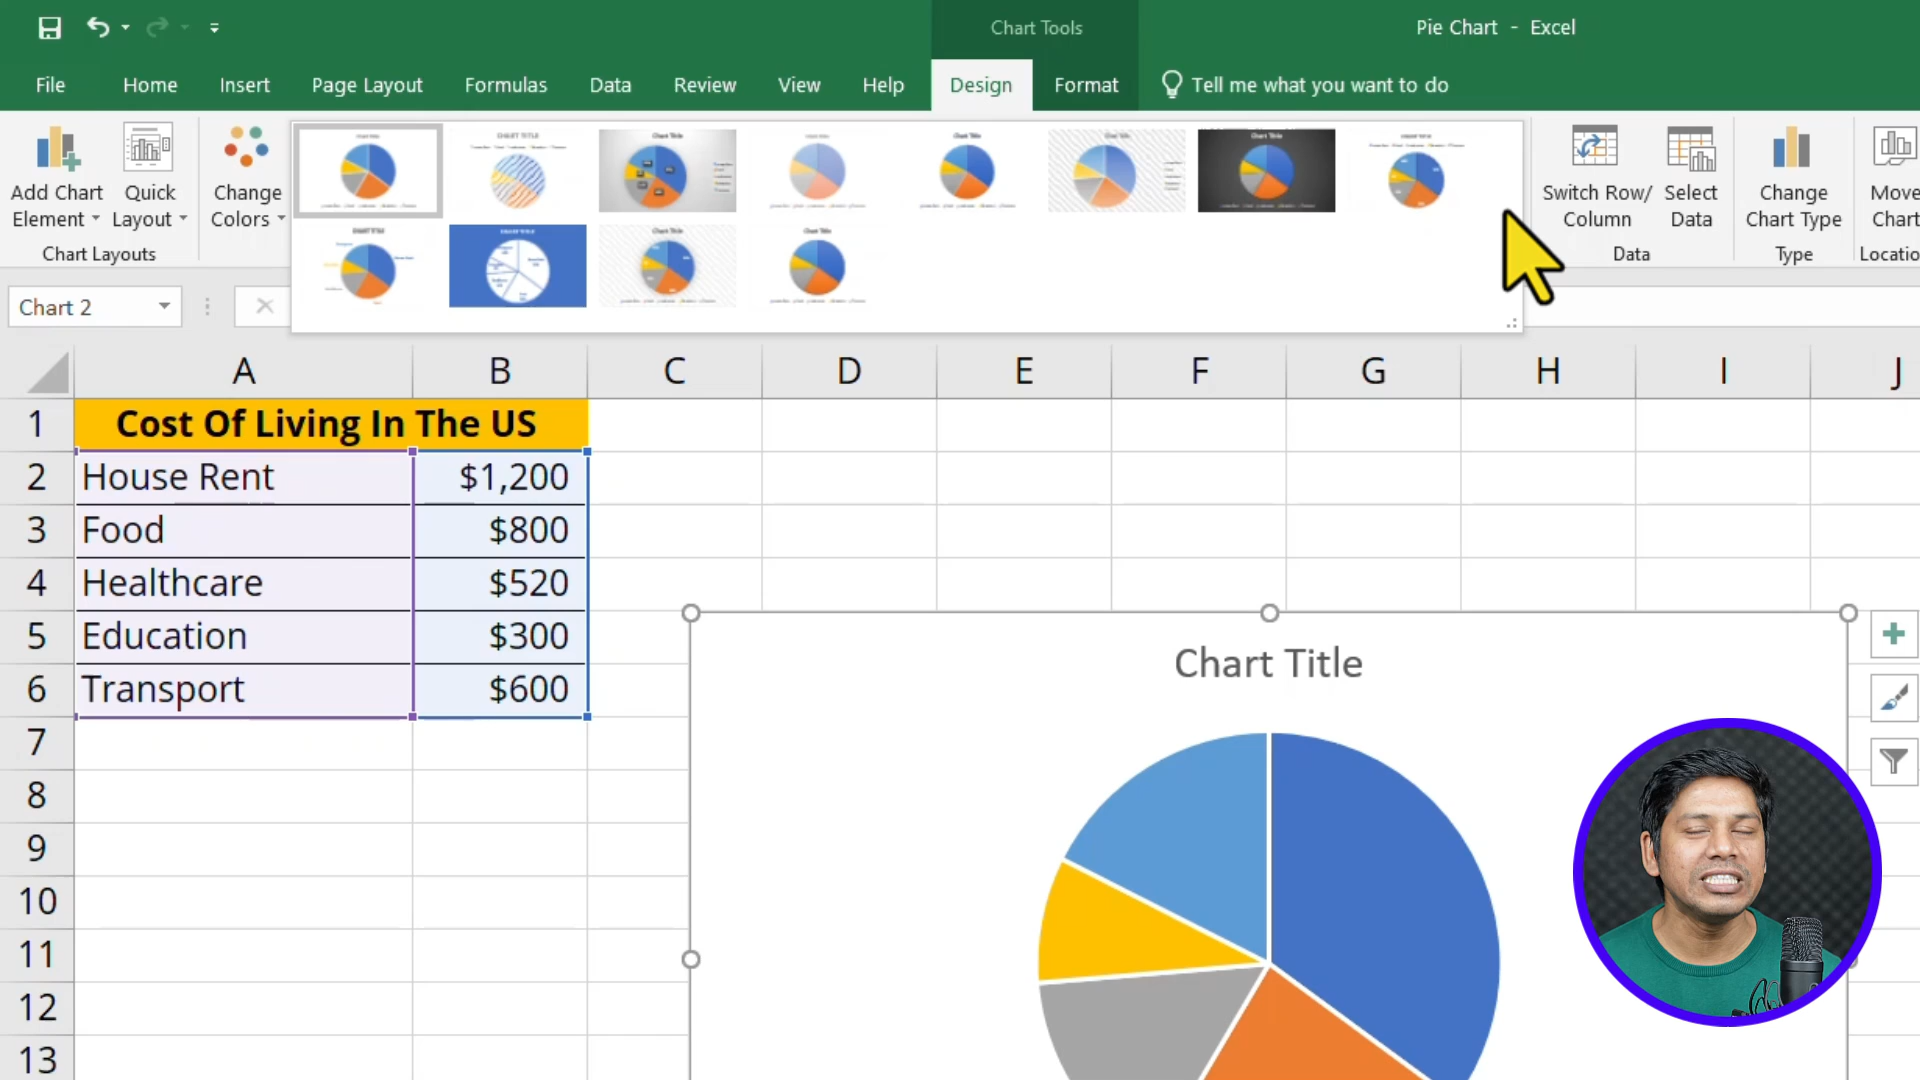 Chart Tools
Pie Chart - Excel
File Home Insert Page Layout Formulas Data Review View Help Design Format Tell me what you want to do
Add Chart Element
Quick Layout
Change Colors
Switch Row/ Column
Select Data
Change Chart Type
Move Chart
Chart Layouts
Data
Type
Locatio
Chart 2
A B C D E F G H I J
1 Cost Of Living In The US
2 House Rent $1,200
3 Food $800
4 Healthcare $520
5 Education $300
6 Transport $600
Chart Title
7
8
9
10
11
12
13